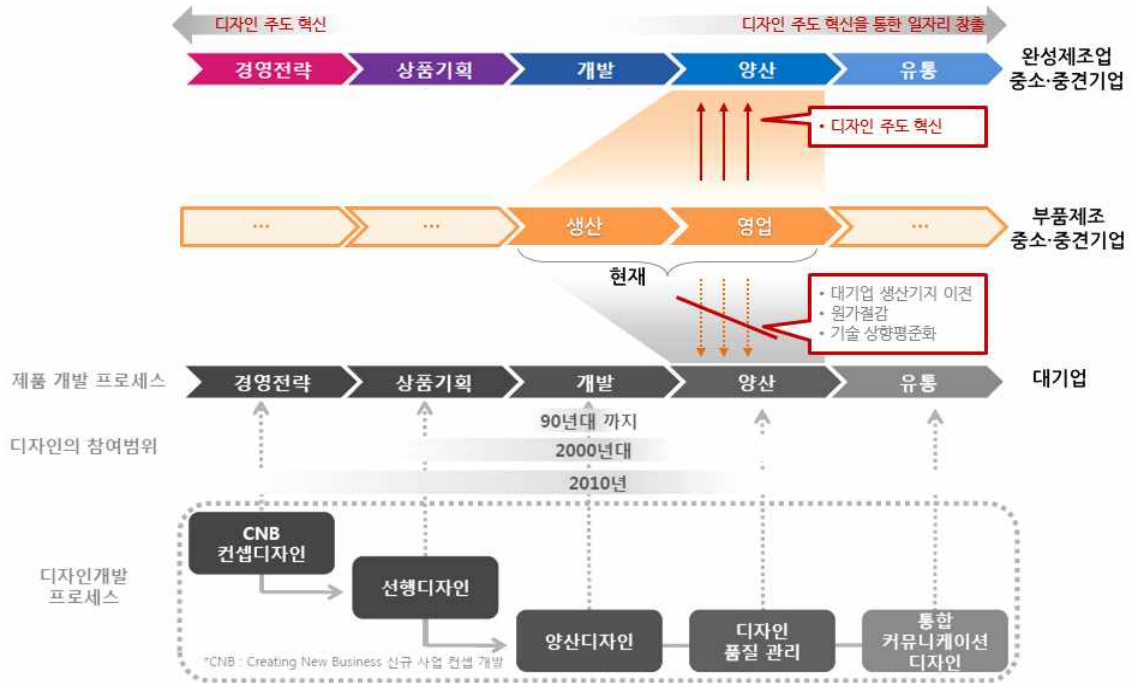 디자인 주도 혁신
디자인 주도 혁신을 통한 일자리 창출
경영전략
상품기획
개발
양산
유통
완성제조업
중소·중견기업
• 디자인 주도 혁신
...
...
생산
영업
...
부품제조
중소·중견기업
현재
• 대기업 생산기지 이전
• 원가절감
• 기술 상향평준화
제품 개발 프로세스
경영전략
상품기획
개발
양산
유통
대기업
90년대 까지
디자인의 참여범위
2000년대
2010년
CNB
컨셉디자인
선행디자인
디자인개발
프로세스
양산디자인
디자인
품질 관리
통합
커뮤니케이션
디자인
*CNB : Creating New Business 신규 사업 컨셉 개발